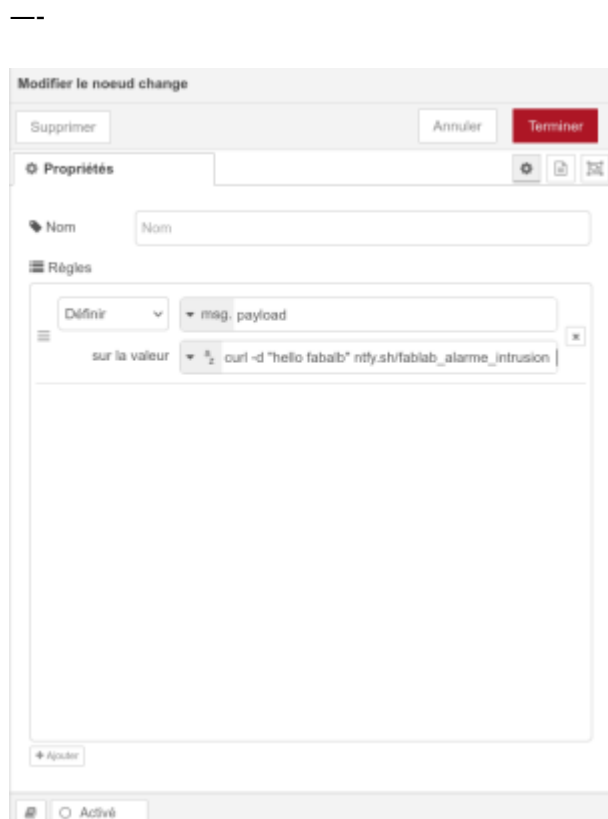 —-
Modifier le noeud change
Supprimer Annuler Terminer
Propriétés
Nom Nom
Règles
Définir msg. payload
sur la valeur a z curl -d "hello fabalb" ntfy.sh/fablab_alarme_intrusion
x
Ajouter
Activé